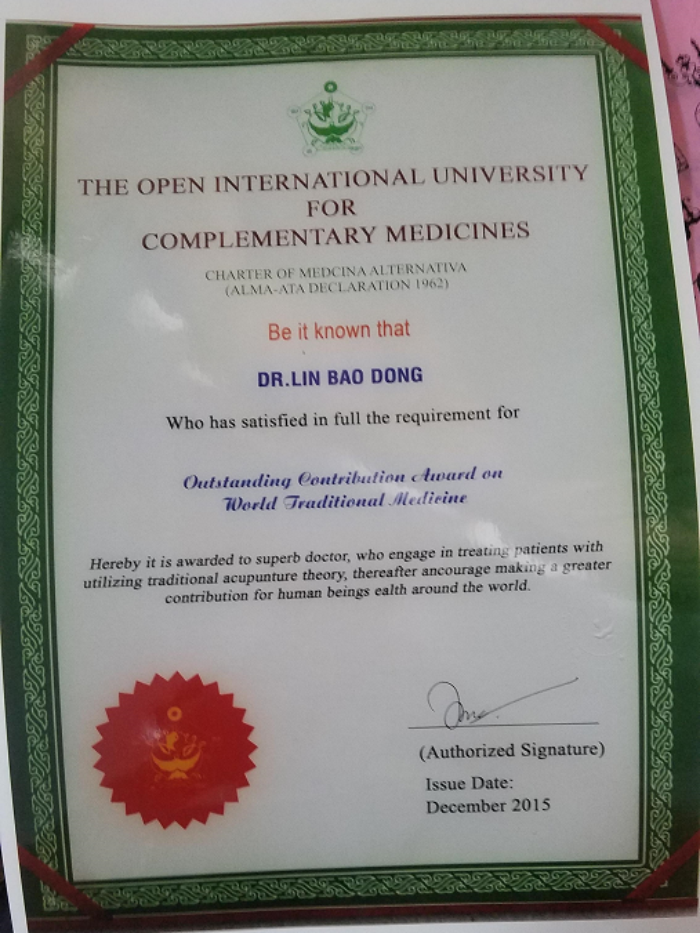 THE OPEN INTERNATIONAL UNIVERSITY
FOR
COMPLEMENTARY MEDICINES
CHARTER OF MEDCINA ALTERNATIVA
(ALMA-ATA DECLARATION 1962)
Be it known that
DR.LIN BAO DONG
Who has satisfied in full the requirement for
Outstanding Contribution Award on
World Traditional Medicine
Hereby it is awarded to superb doctor, who engage in treating patients with
utilizing traditional acupunture theory, thereafter ancourage making a greater
contribution for human beings ealth around the world.
(Authorized Signature)
Issue Date:
December 2015